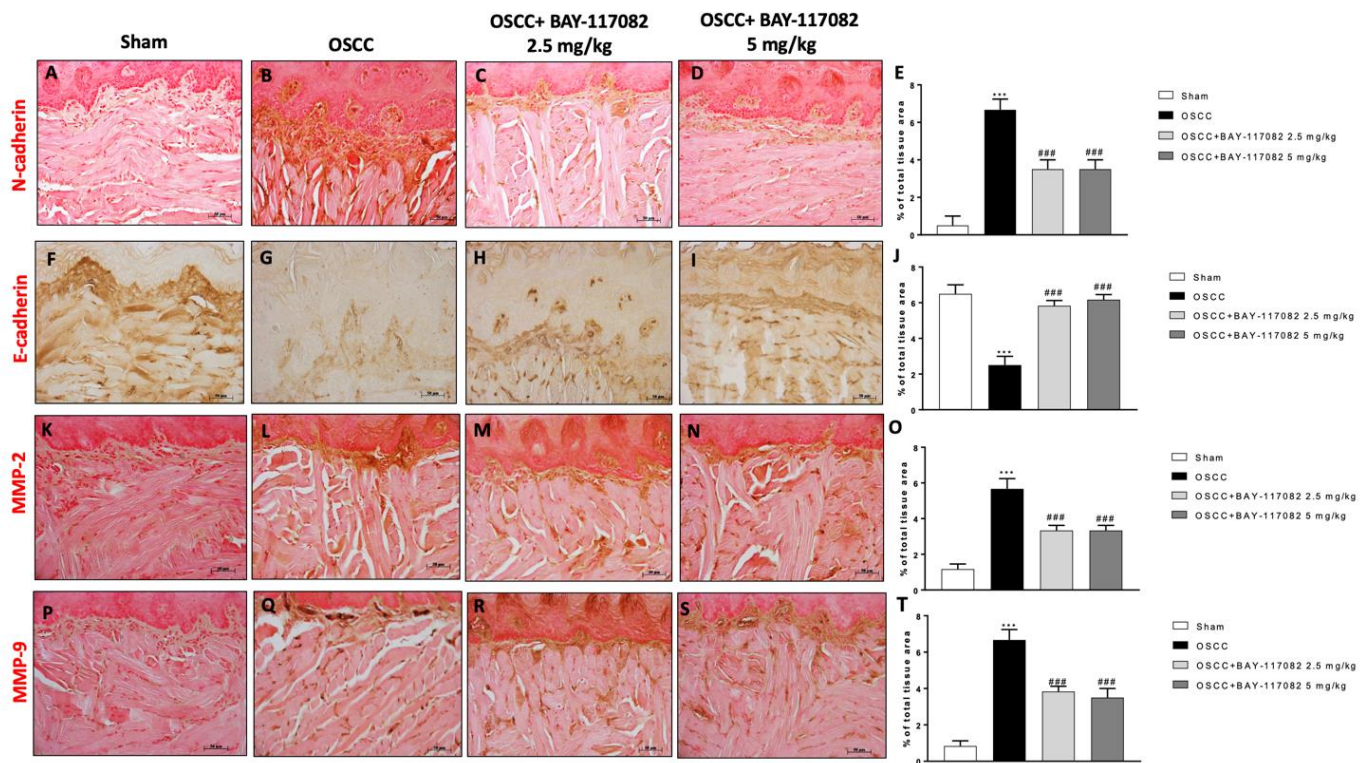 Sham
OSCC
OSCC+ BAY-117082
2.5 mg/kg
OSCC+ BAY-117082
5 mg/kg
N-cadherin
A
B
C
D
E
% of total tissue area
8
6
4
2
0
***
###
###
Sham
OSCC
OSCC+BAY-117082 2.5 mg/kg
OSCC+BAY-117082 5 mg/kg
E-cadherin
F
G
H
I
J
% of total tissue area
8
6
4
2
0
***
###
###
Sham
OSCC
OSCC+BAY-117082 2.5 mg/kg
OSCC+BAY-117082 5 mg/kg
MMP-2
K
L
M
N
O
% of total tissue area
8
6
4
2
0
***
###
###
Sham
OSCC
OSCC+BAY-117082 2.5 mg/kg
OSCC+BAY-117082 5 mg/kg
MMP-9
P
Q
R
S
T
% of total tissue area
8
6
4
2
0
***
###
###
Sham
OSCC
OSCC+BAY-117082 2.5 mg/kg
OSCC+BAY-117082 5 mg/kg